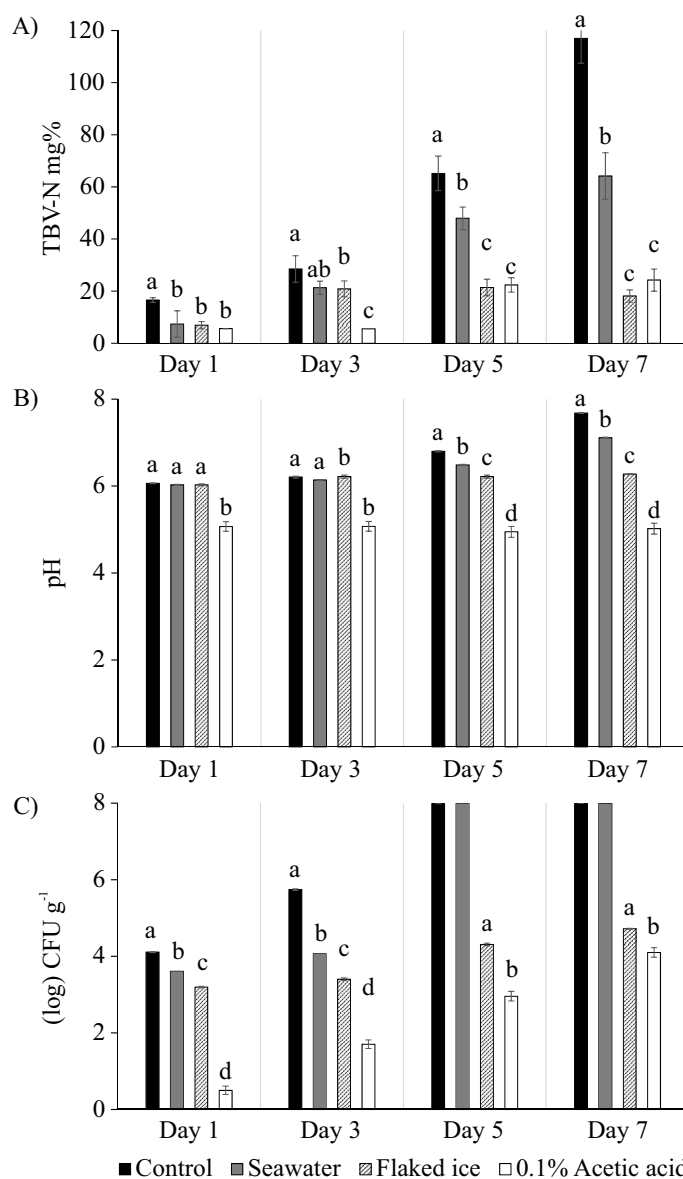 A)
120
100
80
60
40
20
0
TBV-N mg%
a b b b
a ab b c
a b c c
a b c c
Day 1 Day 3 Day 5 Day 7
B)
8
6
4
2
0
pH
a a a b
a a b b
a b c d
a b c d
Day 1 Day 3 Day 5 Day 7
C)
8
6
4
2
0
(log) CFU g⁻¹
a b c d
a b c d
a b
a b
Day 1 Day 3 Day 5 Day 7
Control Seawater Flaked ice 0.1% Acetic acid